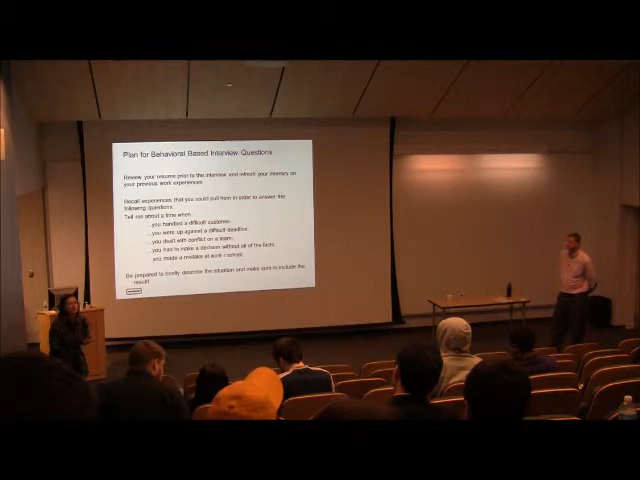 Plan for Behavioral Based Interview Questions
Review your resume prior to the interview and refresh your memory on
your previous work experiences
Recall experiences that you could pull from in order to answer the
following questions.
Tell me about a time when…
…you handled a difficult customer.
…you were up against a difficult deadline.
…you dealt with conflict on a team.
…you had to make a decision without all of the facts.
you made a mistake at work / school.
Be prepared to briefly describe the situation and make sure to include the
result!